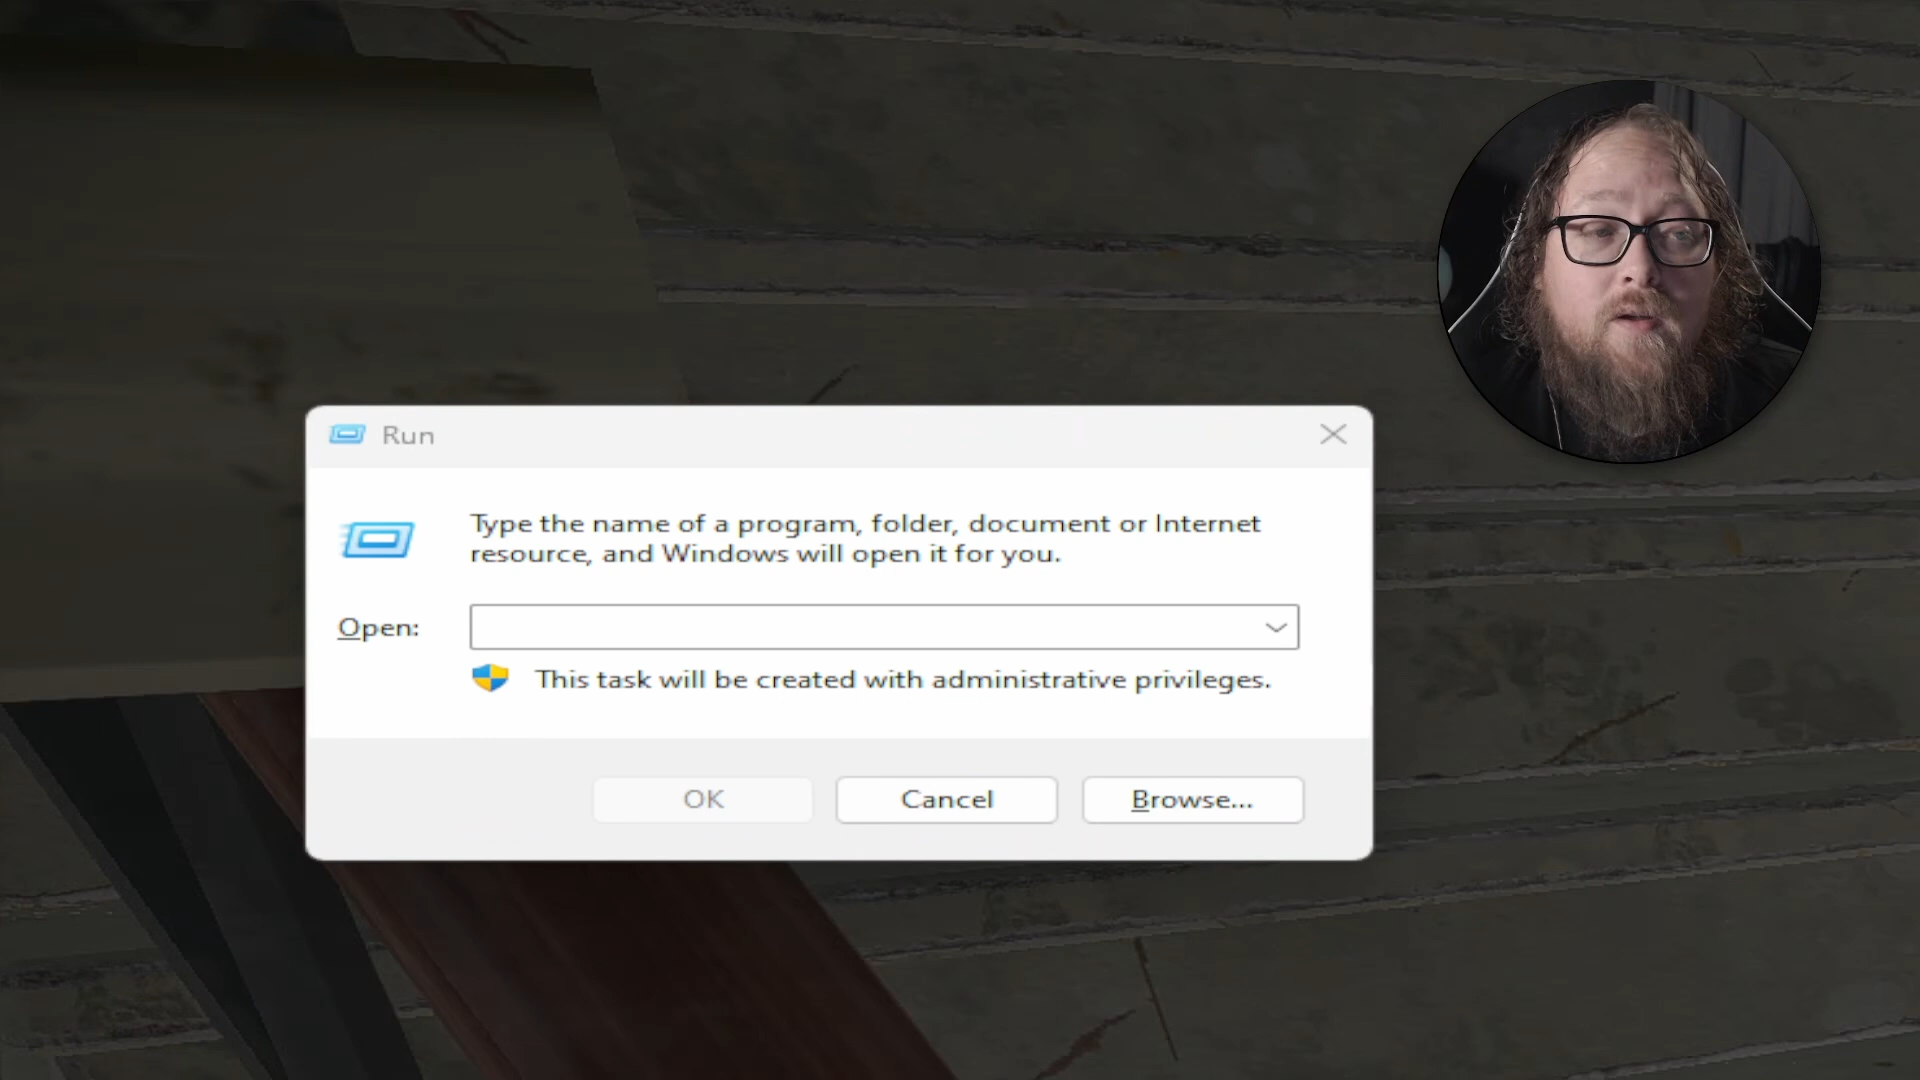 Run
Type the name of a program, folder, document or Internet
resource, and Windows will open it for you.
Open:
This task will be created with administrative privileges.
OK
Cancel
Browse...